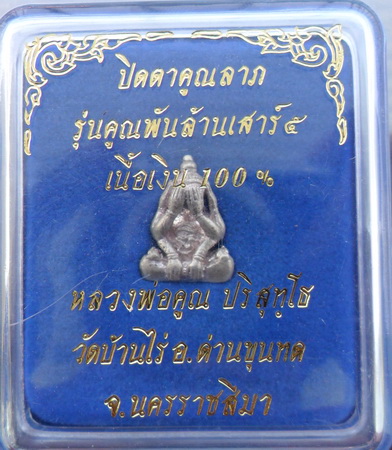 ปิดตาคูณลาภ
รุ่นคูณพันล้านเสาร์๕
เนื้อเงิน 100 %
หลวงพ่อคูณ ปริสุทฺโธ
วัดบ้านไร่ อ.ด่านขุนทด
จ.นครราชสีมา